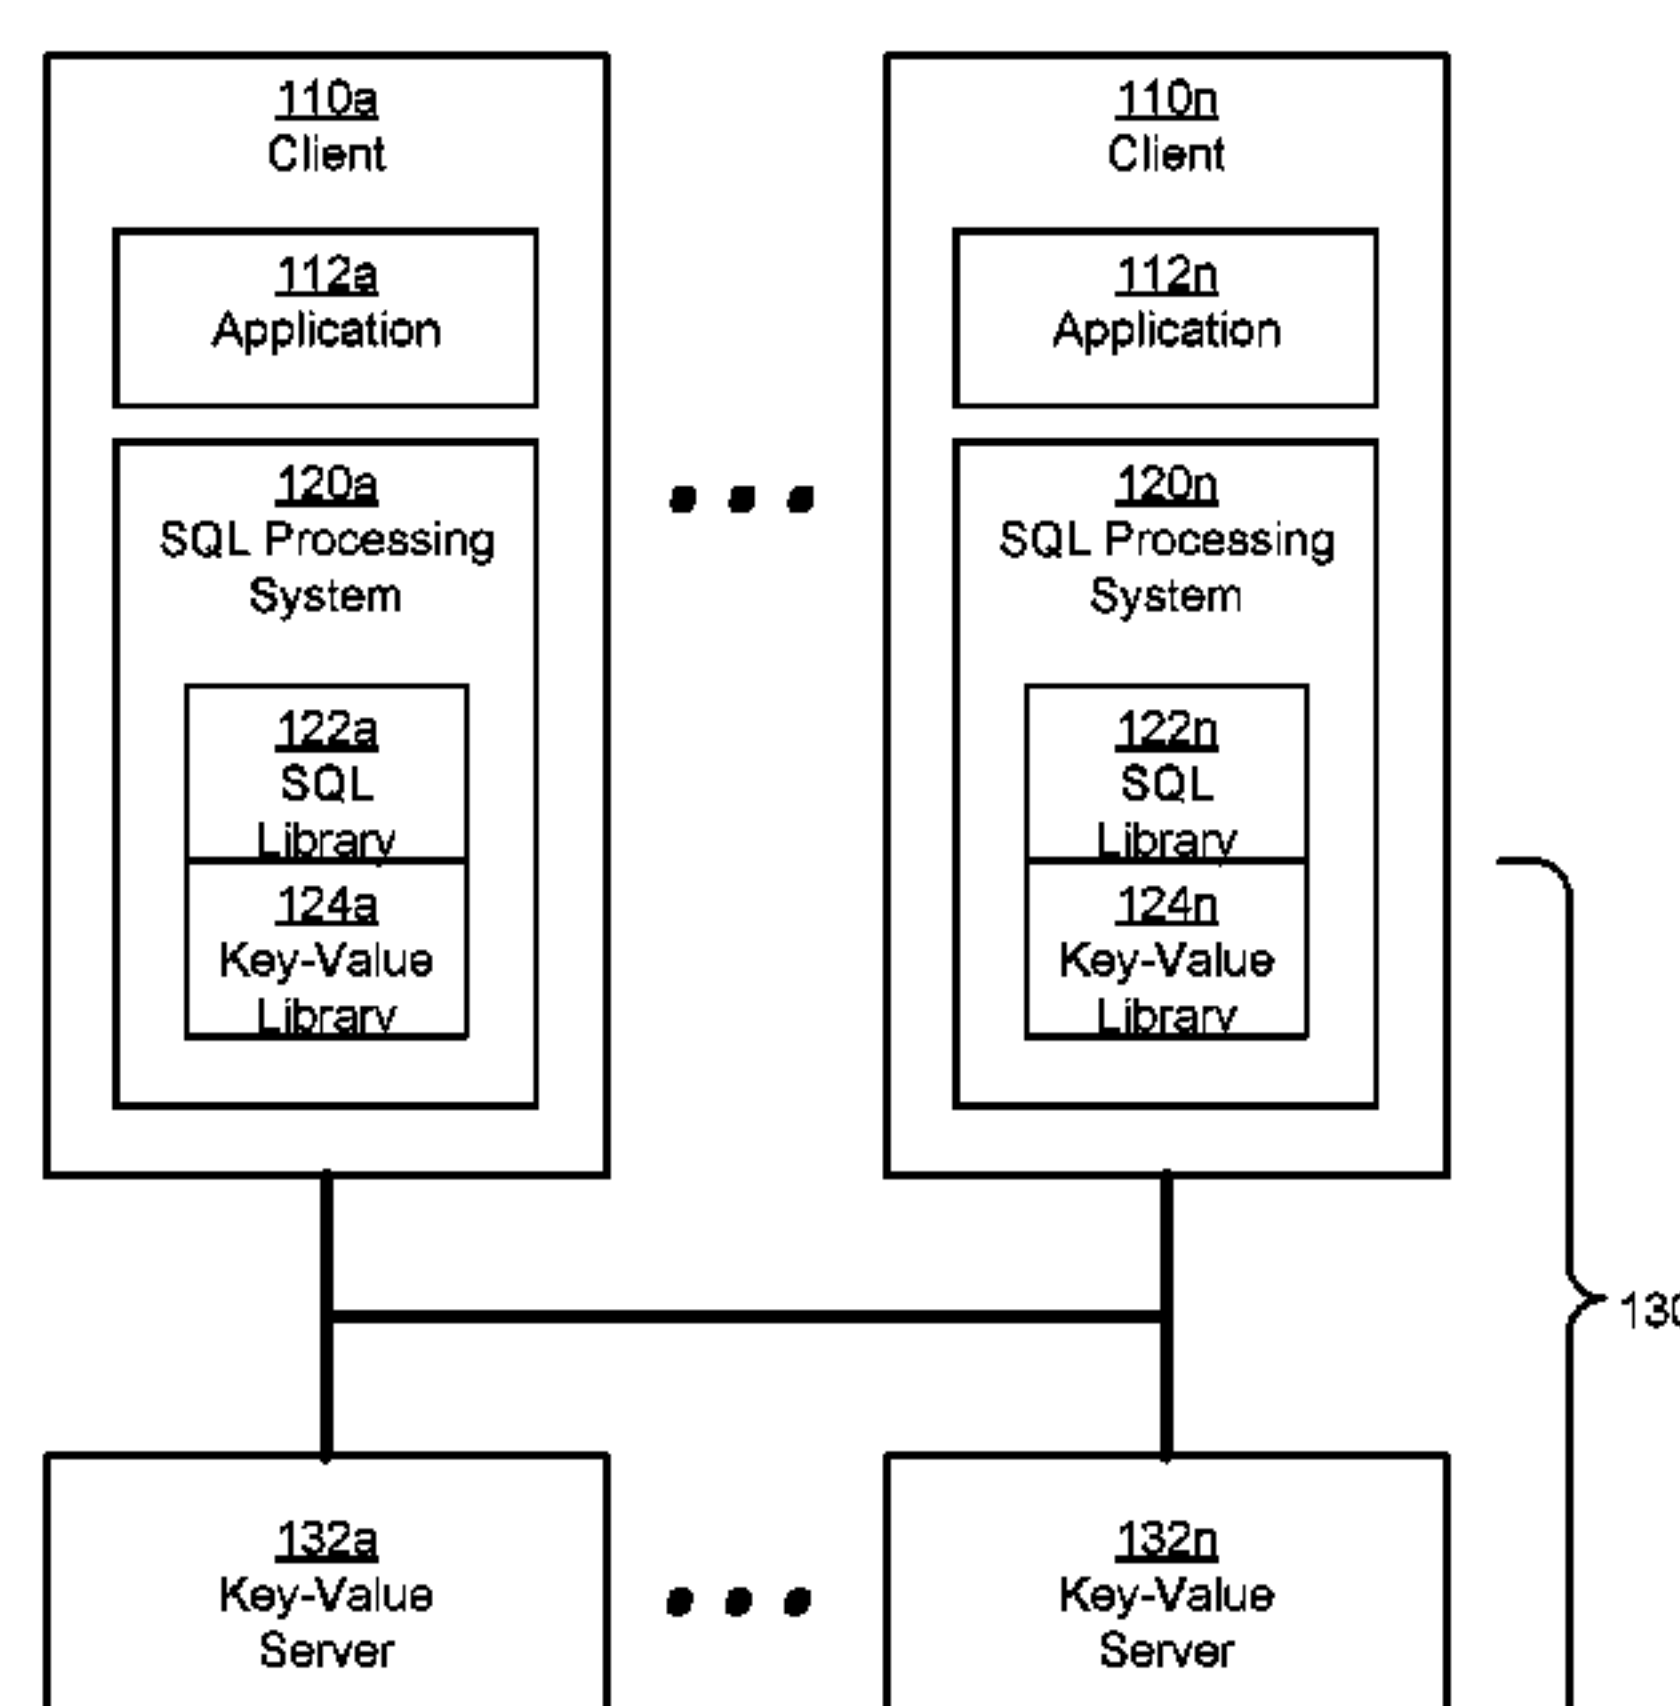 110a
Client
112a
Application
120a
SQL Processing
System
122a
SQL
Library
124a
Key-Value
Library
110n
Client
112n
Application
120n
SQL Processing
System
122n
SQL
Library
124n
Key-Value
Library
130
132a
Key-Value
Server
132n
Key-Value
Server